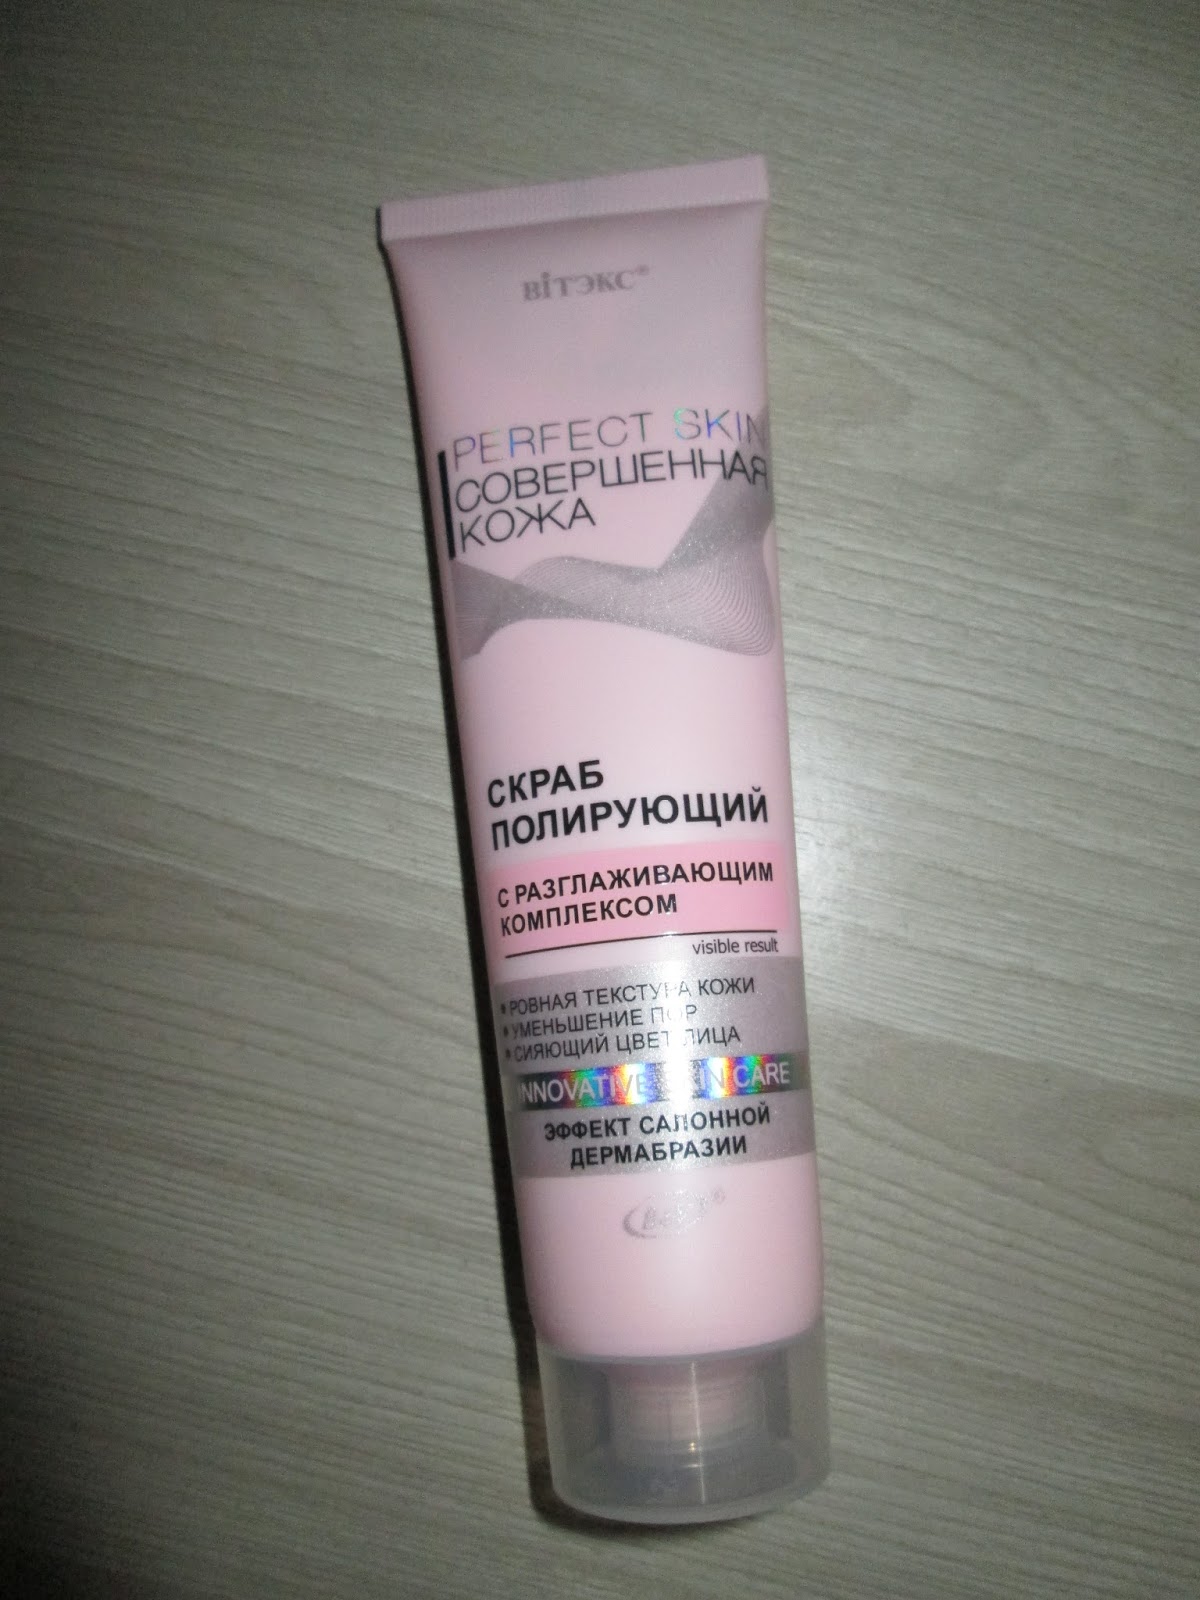 вiтэкс®
PERFECT SKIN
СОВЕРШЕННАЯ
КОЖА
СКРАБ
ПОЛИРУЮЩИЙ
С РАЗГЛАЖИВАЮЩИМ
КОМПЛЕКСОМ
visible result
• РОВНАЯ ТЕКСТУРА КОЖИ
• УМЕНЬШЕНИЕ ПОР
• СИЯЮЩИЙ ЦВЕТ ЛИЦА
INNOVATIVE SKIN CARE
ЭФФЕКТ САЛОННОЙ
ДЕРМАБРАЗИИ